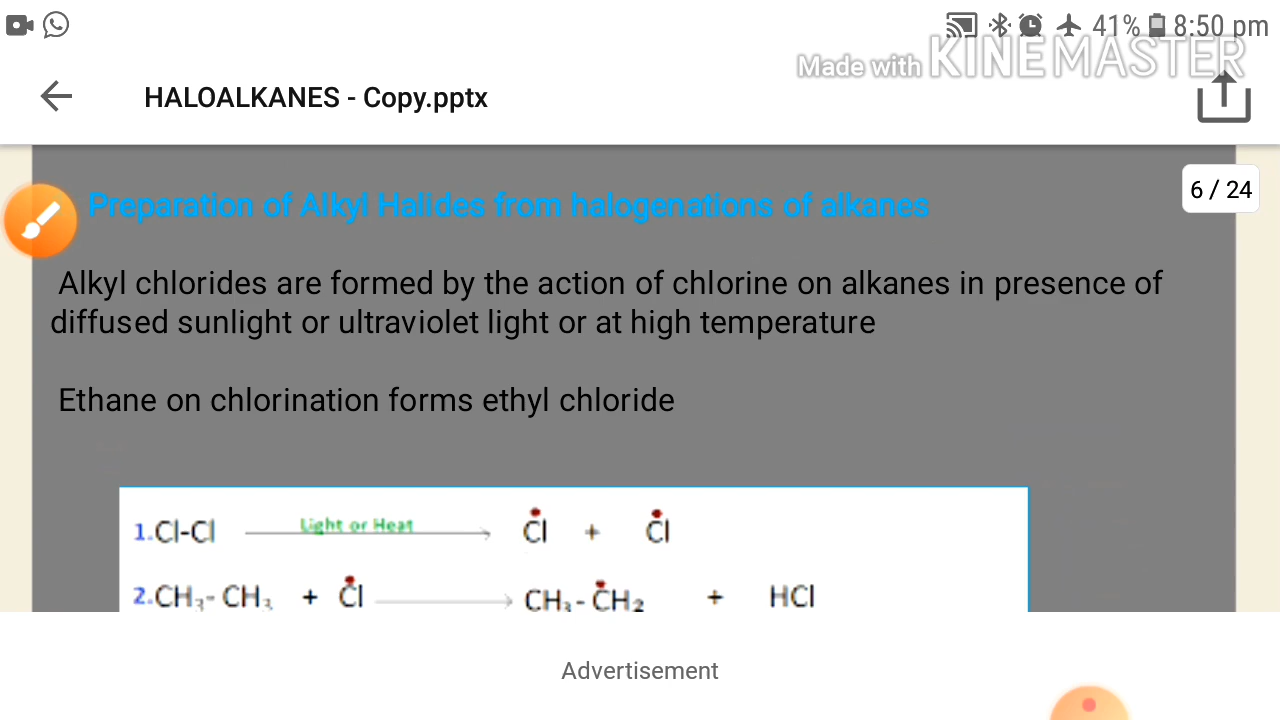 41% 8:50 pm
Made with KINEMASTER
HALOALKANES - Copy.pptx
6 / 24
Preparation of Alkyl Halides from halogenations of alkanes
Alkyl chlorides are formed by the action of chlorine on alkanes in presence of
diffused sunlight or ultraviolet light or at high temperature
Ethane on chlorination forms ethyl chloride
1.Cl-Cl Light or Heat Cl + Cl
2.CH3- CH3 + Cl CH3- CH2 + HCl
Advertisement